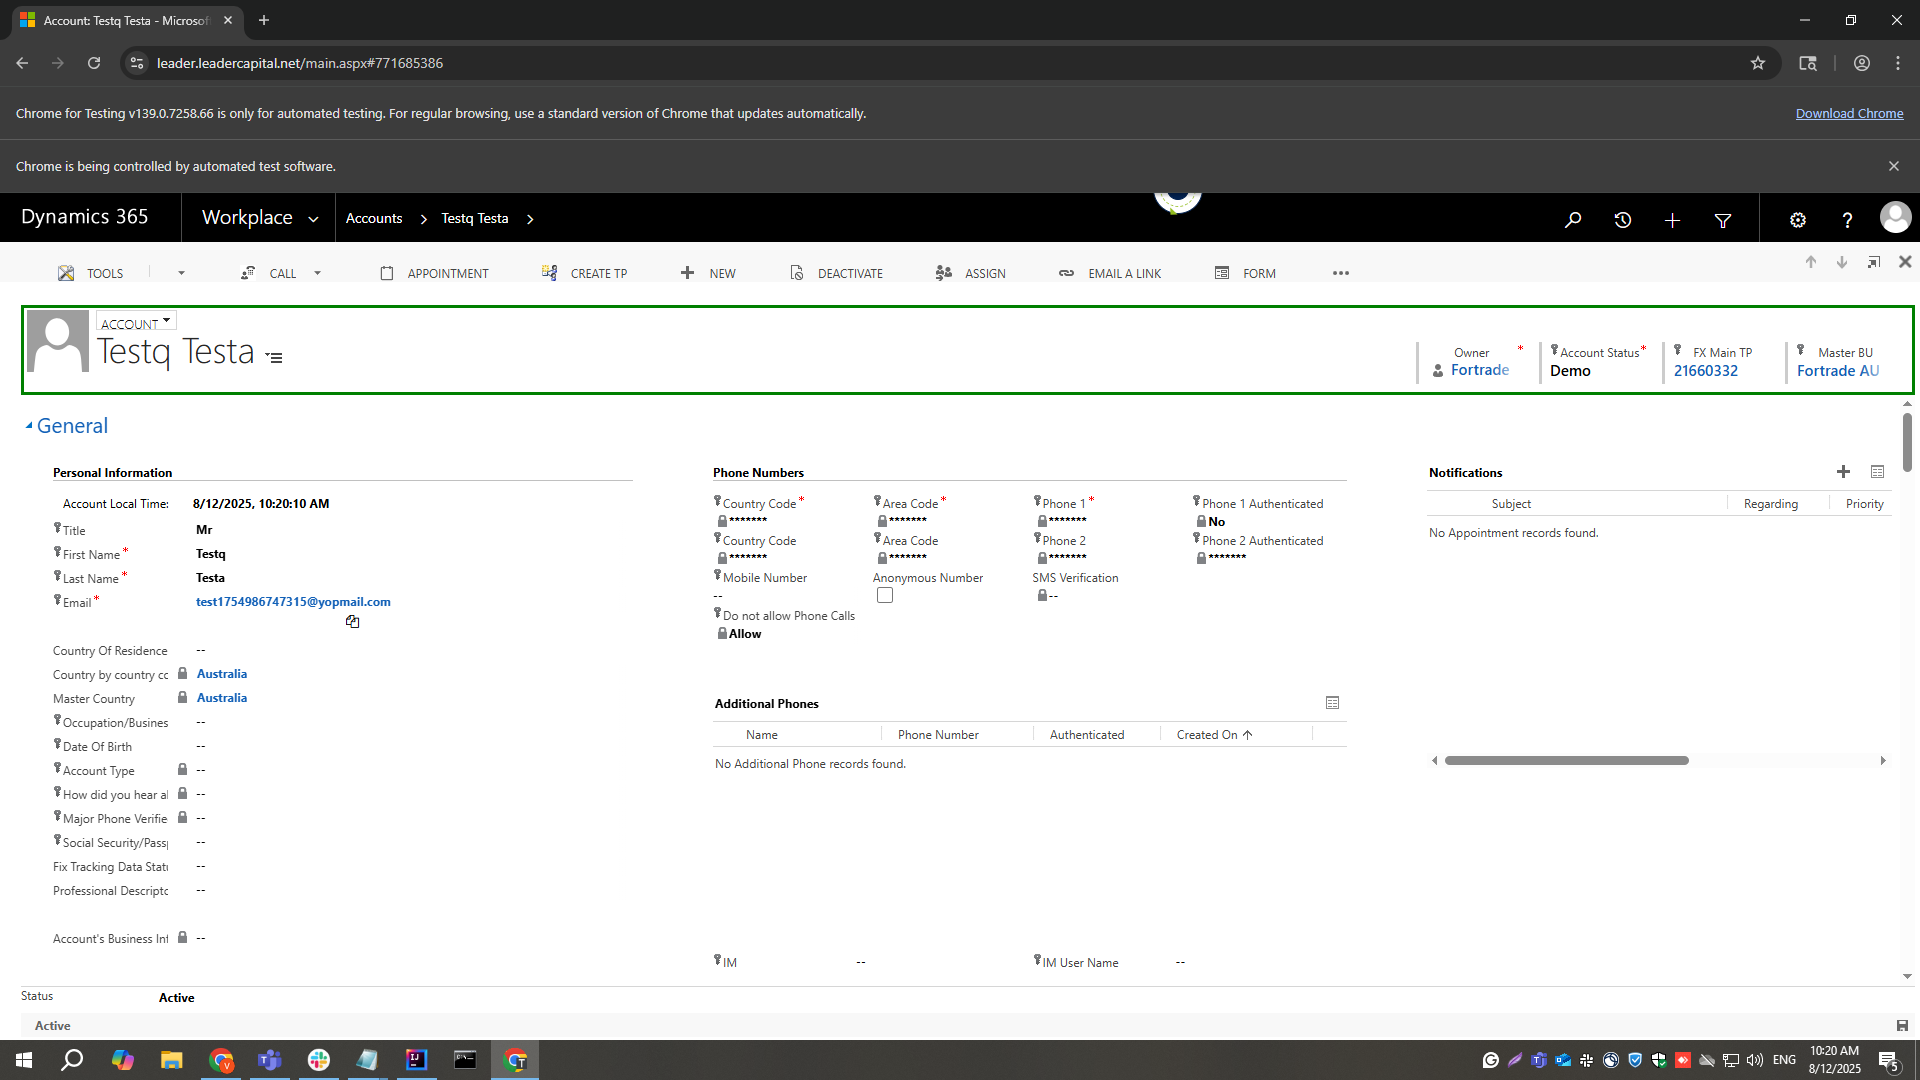 Account: Testq Testa - Microsof
leader.leadercapital.net/main.aspx#771685386
Chrome for Testing v139.0.7258.66 is only for automated testing. For regular browsing, use a standard version of Chrome that updates automatically.
Download Chrome
Chrome is being controlled by automated test software.
Dynamics 365
Workplace
Accounts
Testq Testa
TOOLS
CALL
APPOINTMENT
CREATE TP
NEW
DEACTIVATE
ASSIGN
EMAIL A LINK
FORM
ACCOUNT
Testq Testa
Owner *
Fortrade
Account Status *
Demo
FX Main TP
21660332
Master BU
Fortrade AU
General
Personal Information
Account Local Time: 8/12/2025, 10:20:10 AM
Title Mr
First Name * Testq
Last Name * Testa
Email * test1754986747315@yopmail.com
Country Of Residence --
Country by country cc Australia
Master Country Australia
Occupation/Busines --
Date Of Birth --
Account Type --
How did you hear al --
Major Phone Verifie --
Social Security/Passp --
Fix Tracking Data Statu --
Professional Descripto --
Account's Business Inf --
Phone Numbers
Country Code * Area Code * Phone 1 * Phone 1 Authenticated
******* ******* ******* No
Country Code Area Code Phone 2 Phone 2 Authenticated
******* ******* ******* *******
Mobile Number Anonymous Number SMS Verification
-- --
Do not allow Phone Calls
Allow
Additional Phones
Name Phone Number Authenticated Created On
No Additional Phone records found.
IM -- IM User Name --
Notifications
Subject Regarding Priority
No Appointment records found.
Status Active
Active
ENG
10:20 AM
8/12/2025
5